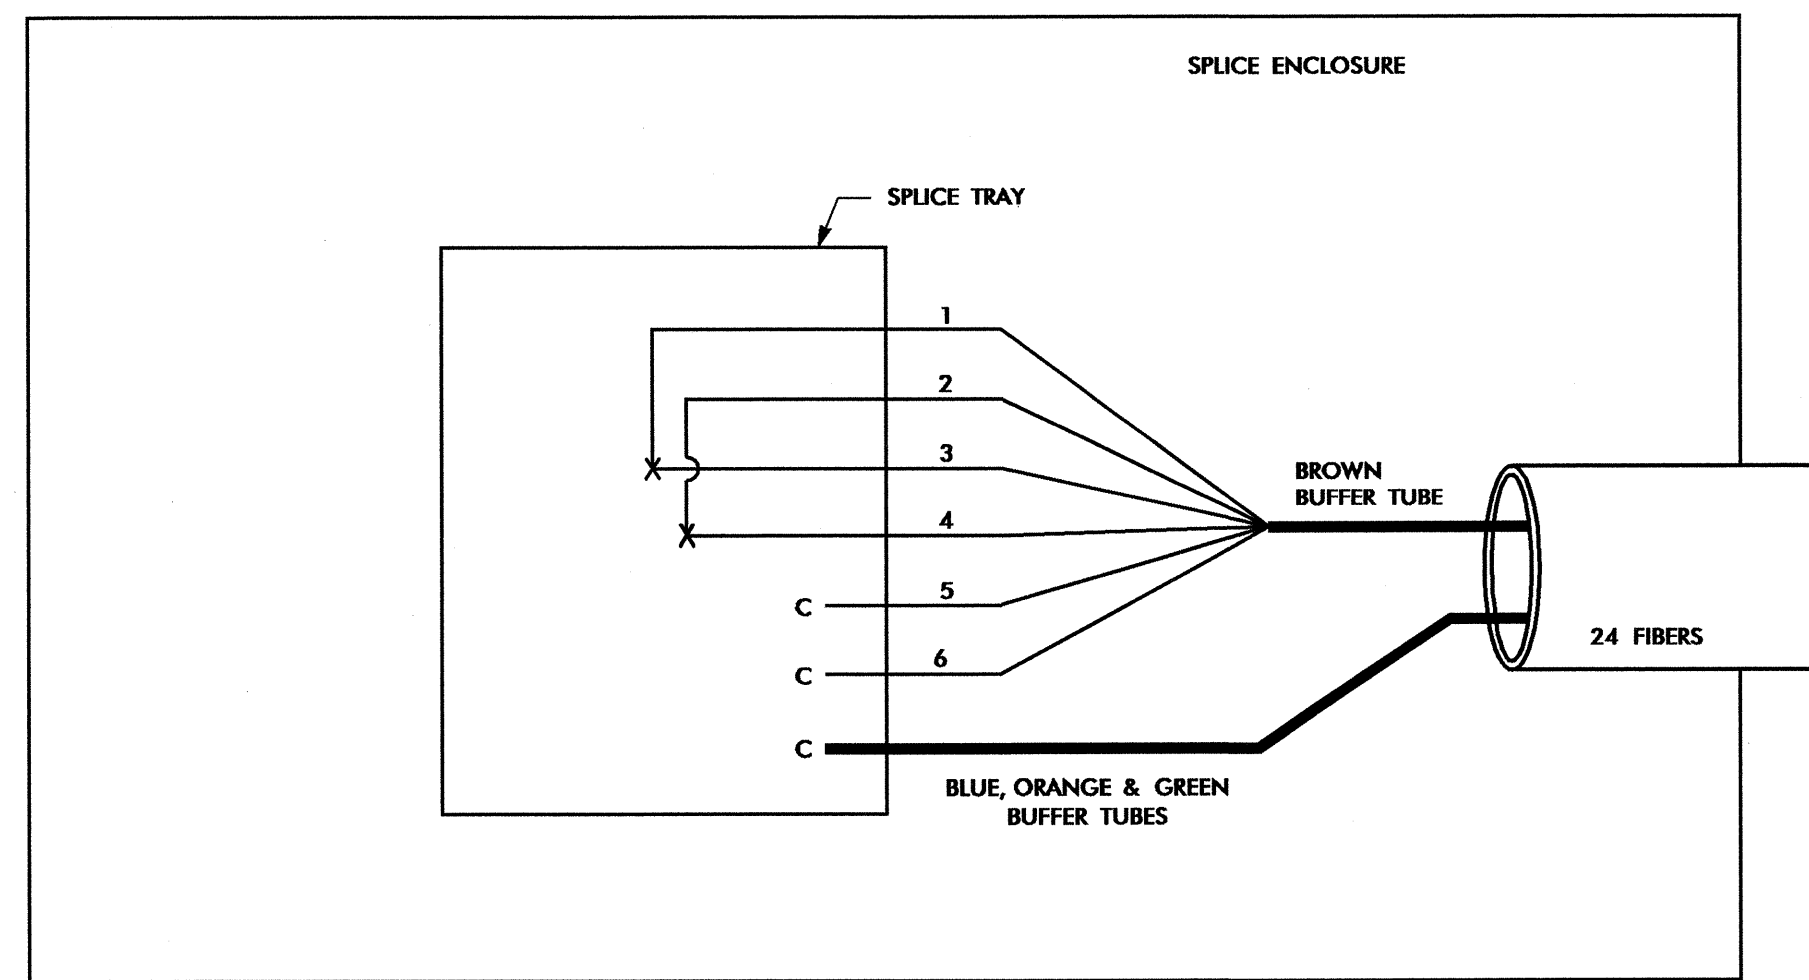 SPLICE ENCLOSURE
SPLICE TRAY
1
2
3
BROWN
BUFFER TUBE
4
5
C
24 FIBERS
6
C
C
BLUE, ORANGE & GREEN
BUFFER TUBES